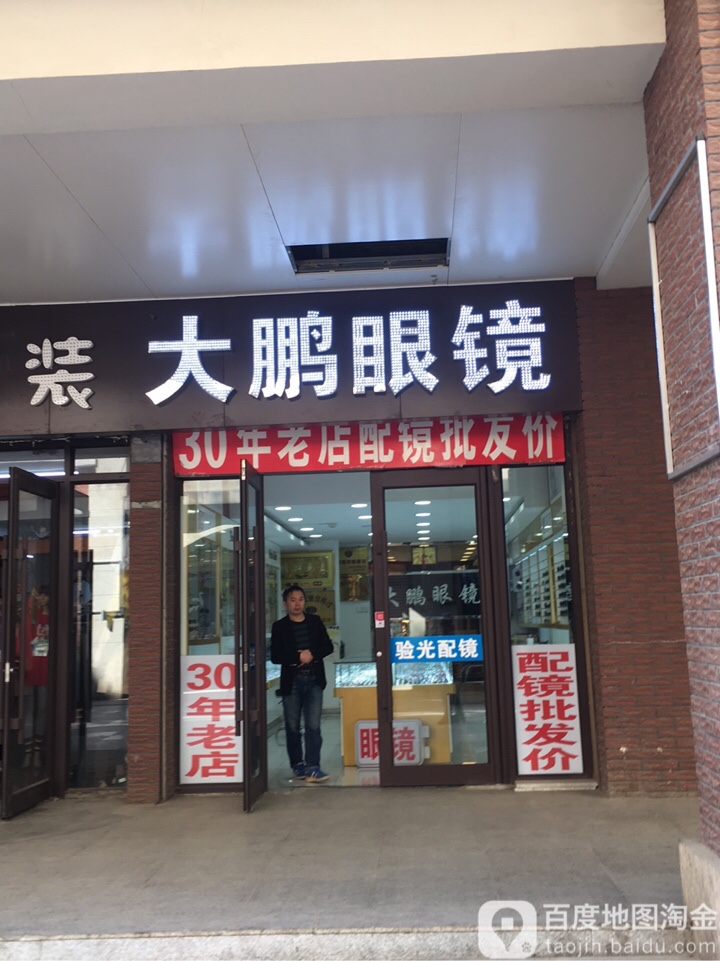 装
大鹏眼镜
30年老店配镜批发价
大鹏眼镜
验光配镜
30年老店
配镜批发价
眼镜
百度地图淘金
taojin.baidu.com